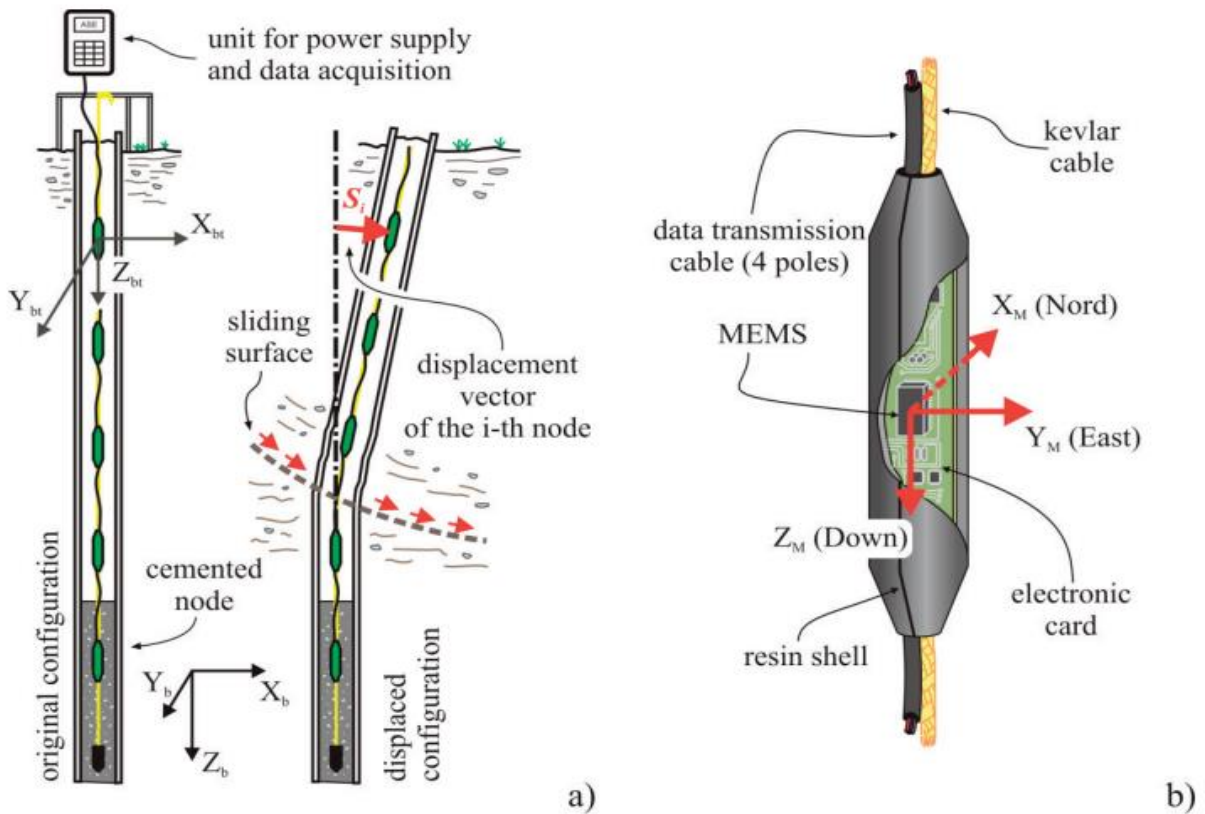 ASE
unit for power supply
and data acquisition
X_bt
Z_bt
Y_bt
S_i
sliding
surface
displacement
vector
of the i-th node
cemented
node
original configuration
Y_b
X_b
Z_b
displaced
configuration
a)
kevlar
cable
data transmission
cable (4 poles)
X_M (Nord)
MEMS
Y_M (East)
Z_M (Down)
electronic
card
resin shell
b)